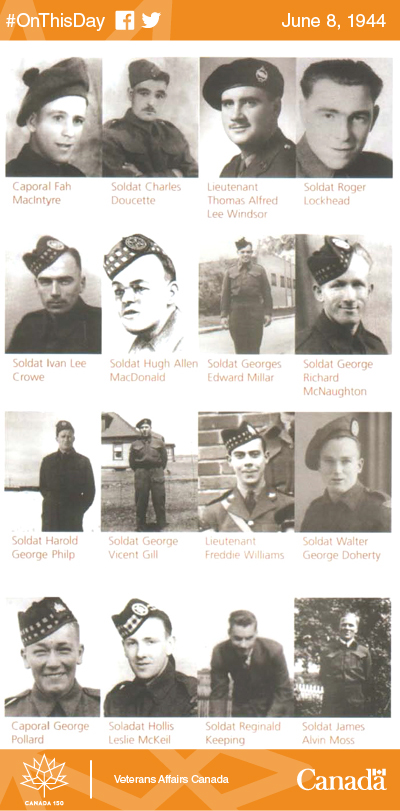 #OnThisDay June 8, 1944
Caporal Fah
MacIntyre
Soldat Charles
Doucette
Lieutenant
Thomas Alfred
Lee Windsor
Soldat Roger
Lockhead
Soldat Ivan Lee
Crowe
Soldat Hugh Allen
MacDonald
Soldat Georges
Edward Millar
Soldat George
Richard
McNaughton
Soldat Harold
George Philp
Soldat George
Vicent Gill
Lieutenant
Freddie Williams
Soldat Walter
George Doherty
Caporal George
Pollard
Soladat Hollis
Leslie McKeil
Soldat Reginald
Keeping
Soldat James
Alvin Moss
CANADA 150
Veterans Affairs Canada
Canada